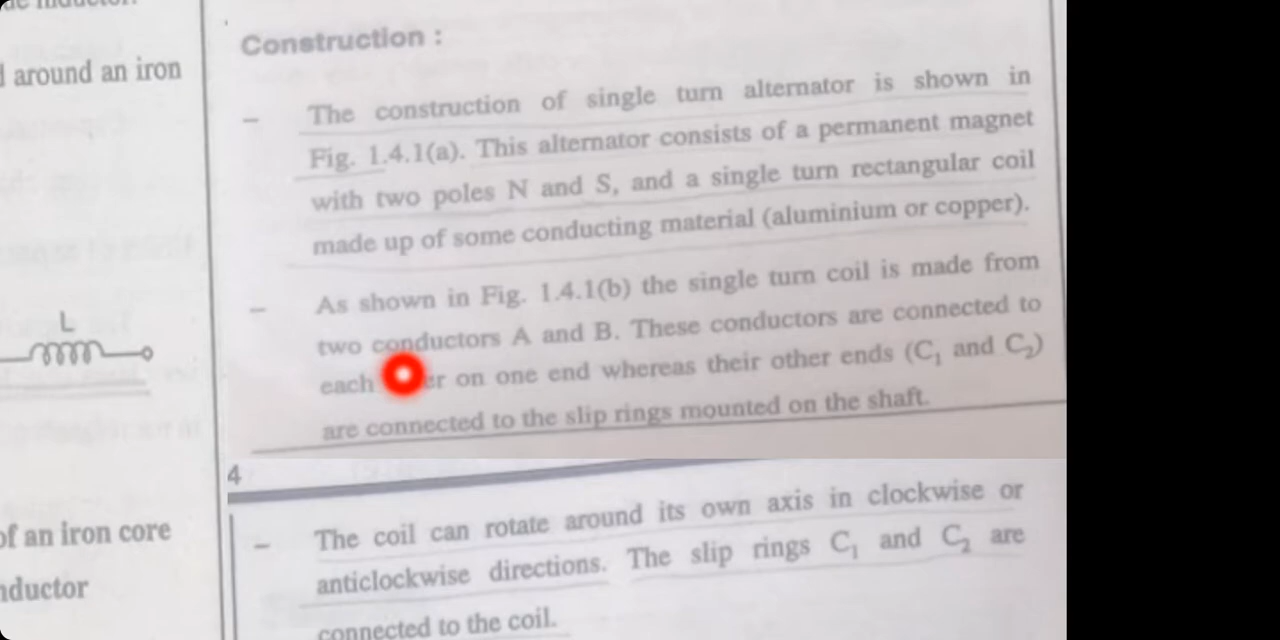 around an iron
L
of an iron core
Construction :
– The construction of single turn alternator is shown in
Fig. 1.4.1(a). This alternator consists of a permanent magnet
with two poles N and S, and a single turn rectangular coil
made up of some conducting material (aluminium or copper).
– As shown in Fig. 1.4.1(b) the single turn coil is made from
two conductors A and B. These conductors are connected to
each on one end whereas their other ends (C₁ and C₂)
are connected to the slip rings mounted on the shaft.
4
– The coil can rotate around its own axis in clockwise or
anticlockwise directions. The slip rings C₁ and C₂ are
connected to the coil.